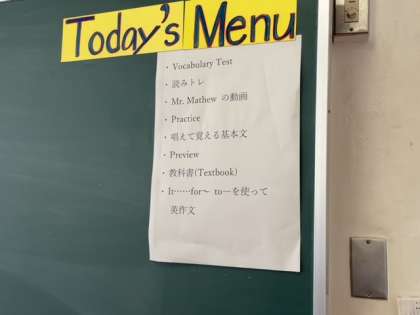 Today's Menu
・Vocabulary Test
・読みトレ
・Mr. Mathew の動画
・Practice
・唱えて覚える基本文
・Preview
・教科書(Textbook)
・It……for～ to―を使って
英作文